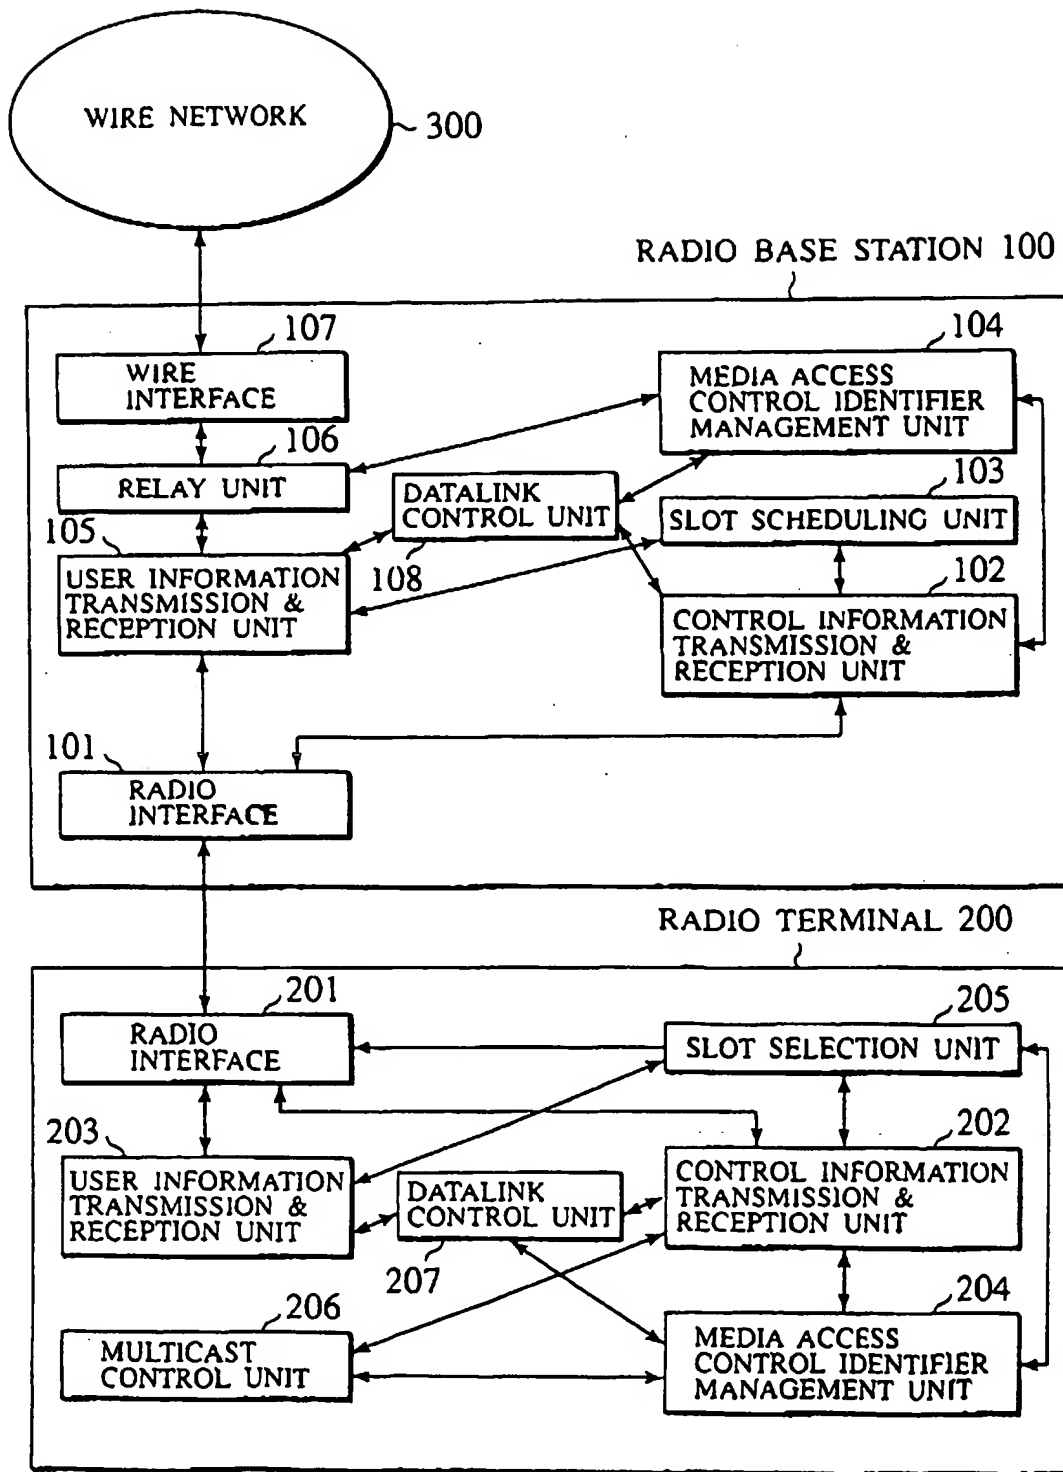 WIRE NETWORK
300
RADIO BASE STATION 100
107
WIRE
INTERFACE
104
MEDIA ACCESS
CONTROL IDENTIFIER
MANAGEMENT UNIT
106
RELAY UNIT
DATALINK
CONTROL UNIT
108
103
SLOT SCHEDULING UNIT
105
USER INFORMATION
TRANSMISSION &
RECEPTION UNIT
102
CONTROL INFORMATION
TRANSMISSION &
RECEPTION UNIT
101
RADIO
INTERFACE
RADIO TERMINAL 200
201
RADIO
INTERFACE
205
SLOT SELECTION UNIT
203
USER INFORMATION
TRANSMISSION &
RECEPTION UNIT
DATALINK
CONTROL UNIT
207
202
CONTROL INFORMATION
TRANSMISSION &
RECEPTION UNIT
206
MULTICAST
CONTROL UNIT
204
MEDIA ACCESS
CONTROL IDENTIFIER
MANAGEMENT UNIT